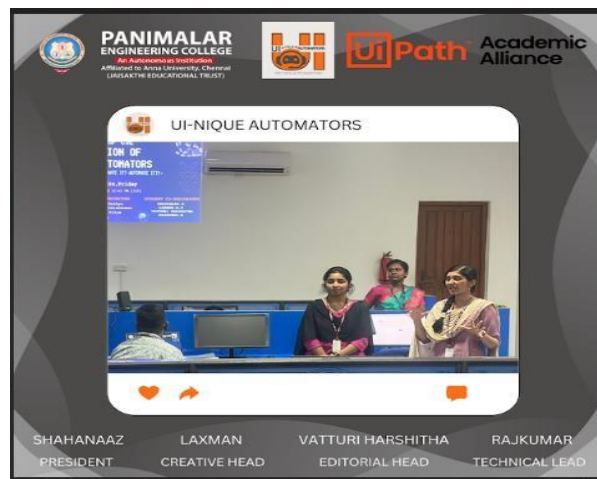 PANIMALAR
ENGINEERING COLLEGE
An Autonomous Institution
Affiliated to Anna University, Chennai
(JAISAKTHI EDUCATIONAL TRUST)
UI
UiPath Academic
Alliance
UI-NIQUE AUTOMATORS
ION OF
TOMATORS
SHAHANAAZ LAXMAN VATTURI HARSHITHA RAJKUMAR
PRESIDENT CREATIVE HEAD EDITORIAL HEAD TECHNICAL LEAD